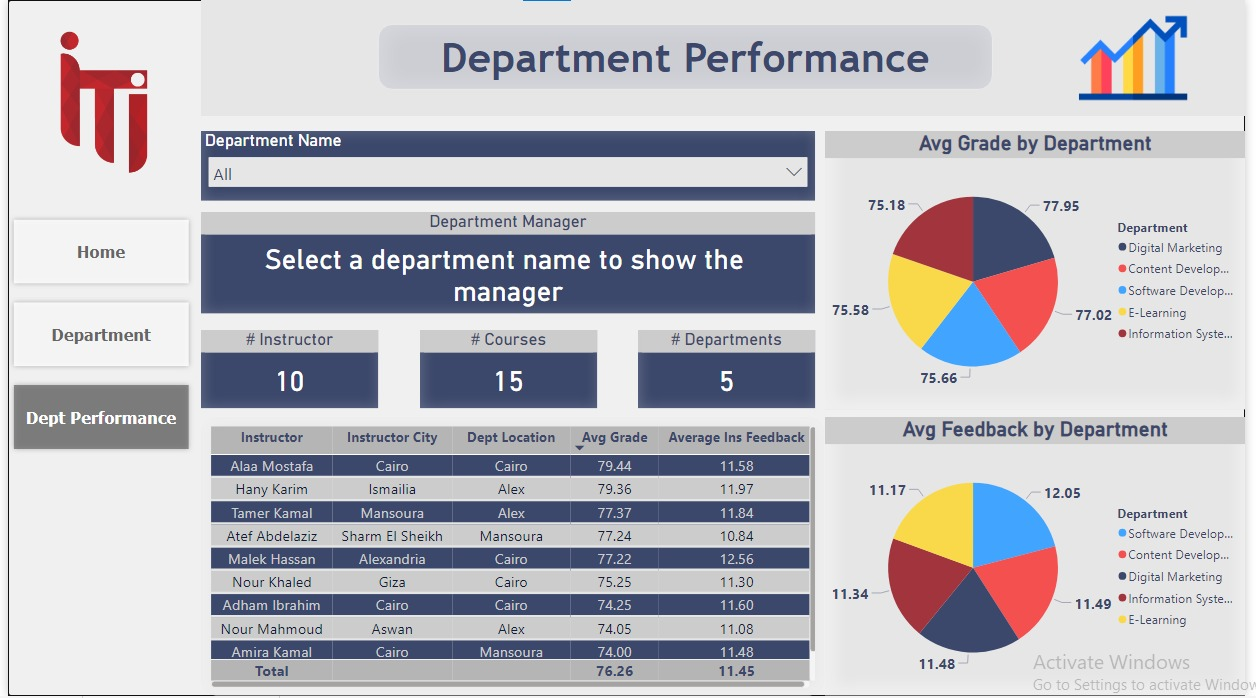 Department Performance
Home
Department
Dept Performance
Department Name
All
Department Manager
Select a department name to show the
manager
# Instructor
# Courses
# Departments
10
15
5
Instructor Instructor City Dept Location Avg Grade Average Ins Feedback
Alaa Mostafa Cairo Cairo 79.44 11.58
Hany Karim Ismailia Alex 79.36 11.97
Tamer Kamal Mansoura Alex 77.37 11.84
Atef Abdelaziz Sharm El Sheikh Mansoura 77.24 10.84
Malek Hassan Alexandria Cairo 77.22 12.56
Nour Khaled Giza Cairo 75.25 11.30
Adham Ibrahim Cairo Cairo 74.25 11.60
Nour Mahmoud Aswan Alex 74.05 11.08
Amira Kamal Cairo Mansoura 74.00 11.48
Total 76.26 11.45
Avg Grade by Department
75.18
77.95
75.58
77.02
75.66
Department
Digital Marketing
Content Develop...
Software Develop...
E-Learning
Information Syste...
Avg Feedback by Department
11.17
12.05
11.34
11.49
11.48
Department
Software Develop...
Content Develop...
Digital Marketing
Information Syste...
E-Learning
Activate Windows
Go to Settings to activate Window